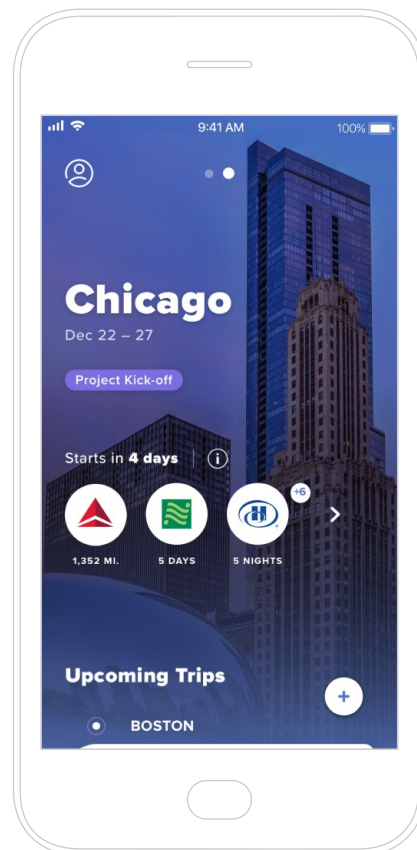 9:41 AM
100%
Chicago
Dec 22 – 27
Project Kick-off
Starts in 4 days
+6
1,352 MI.
5 DAYS
5 NIGHTS
Upcoming Trips
+
BOSTON